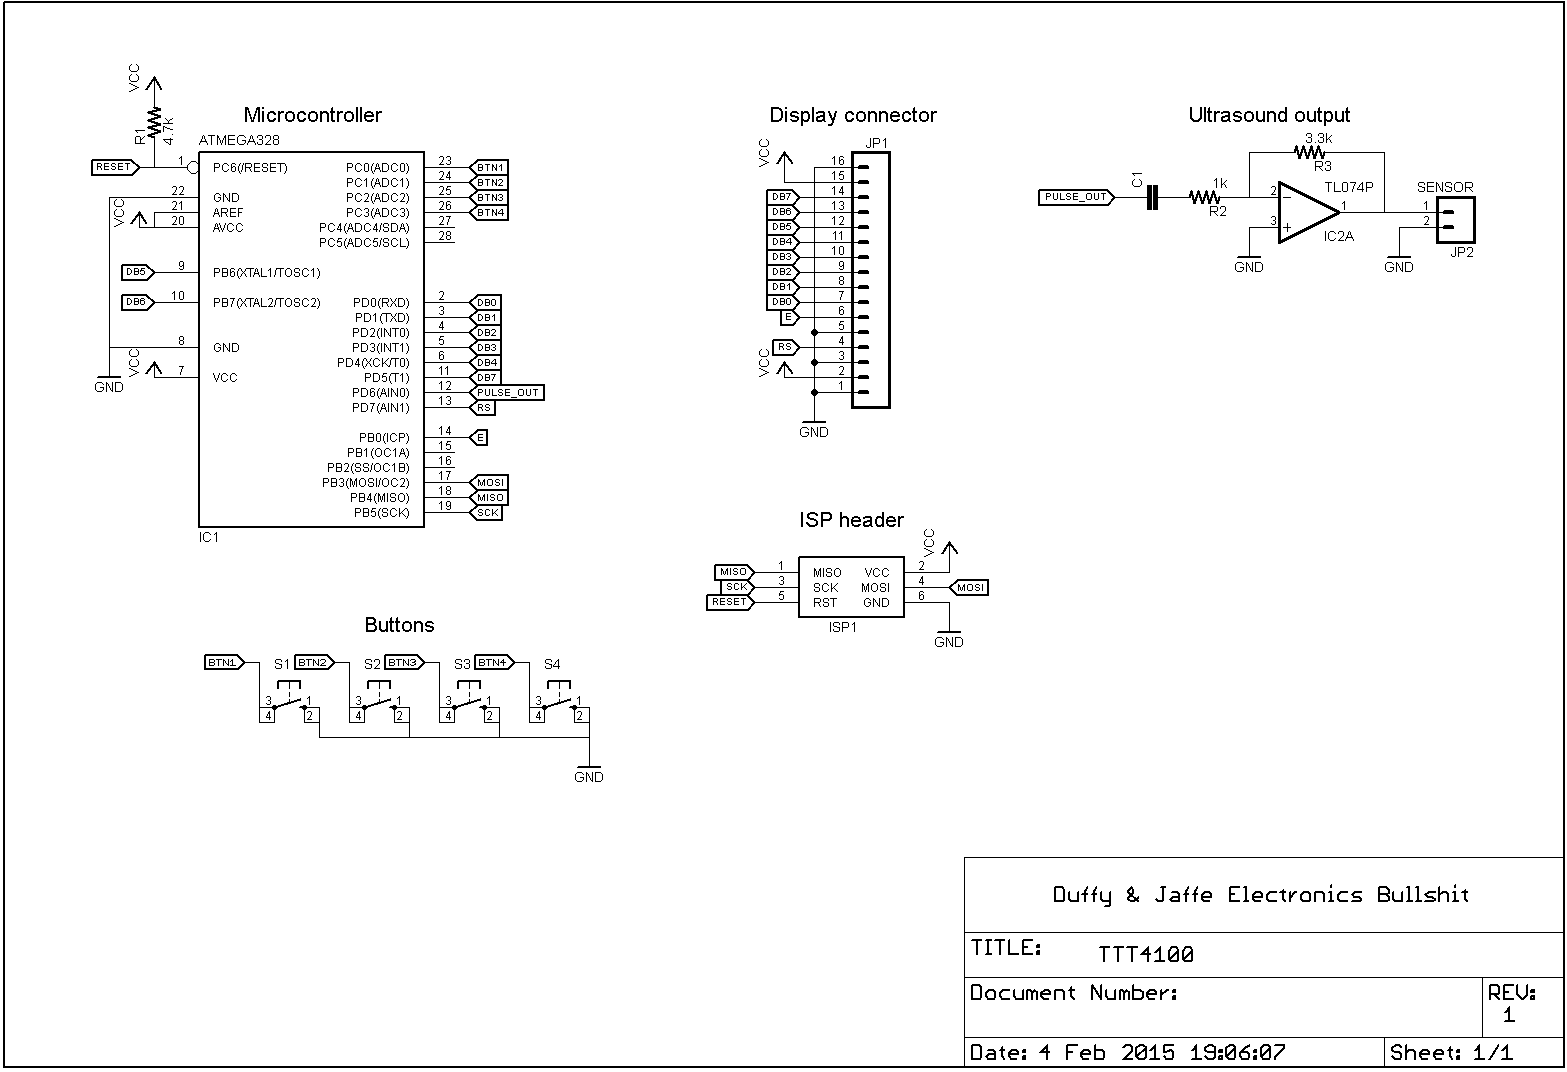 Microcontroller
VCC
R1
4.7k
ATMEGA328
RESET
1 PC6(/RESET)
22 GND
21 AREF
20 AVCC
VCC
DB5 9 PB6(XTAL1/TOSC1)
DB6 10 PB7(XTAL2/TOSC2)
8 GND
VCC
7 VCC
GND
PC0(ADC0) 23 BTN1
PC1(ADC1) 24 BTN2
PC2(ADC2) 25 BTN3
PC3(ADC3) 26 BTN4
PC4(ADC4/SDA) 27
PC5(ADC5/SCL) 28
PD0(RXD) 2 DB0
PD1(TXD) 3 DB1
PD2(INT0) 4 DB2
PD3(INT1) 5 DB3
PD4(XCK/T0) 6 DB4
PD5(T1) 11 DB7
PD6(AIN0) 12 PULSE_OUT
PD7(AIN1) 13 RS
PB0(ICP) 14 E
PB1(OC1A) 15
PB2(SS/OC1B) 16
PB3(MOSI/OC2) 17 MOSI
PB4(MISO) 18 MISO
PB5(SCK) 19 SCK
IC1
Display connector
JP1
VCC
16
15
DB7 14
DB6 13
DB5 12
DB4 11
DB3 10
DB2 9
DB1 8
DB0 7
E 6
5
RS 4
3
VCC
2
1
GND
Ultrasound output
3.3k
R3
PULSE_OUT
C1
1k
R2
2
3
TL074P
1
IC2A
GND
SENSOR
1
2
JP2
GND
ISP header
VCC
MISO 1 MISO VCC 2
SCK 3 SCK MOSI 4 MOSI
RESET 5 RST GND 6
ISP1
GND
Buttons
BTN1 S1 BTN2 S2 BTN3 S3 BTN4 S4
3 1 3 1 3 1 3 1
4 2 4 2 4 2 4 2
GND
Duffy & Jaffe Electronics Bullshit
TITLE: TTT4100
Document Number:
REV:
1
Date: 4 Feb 2015 19:06:07
Sheet: 1/1